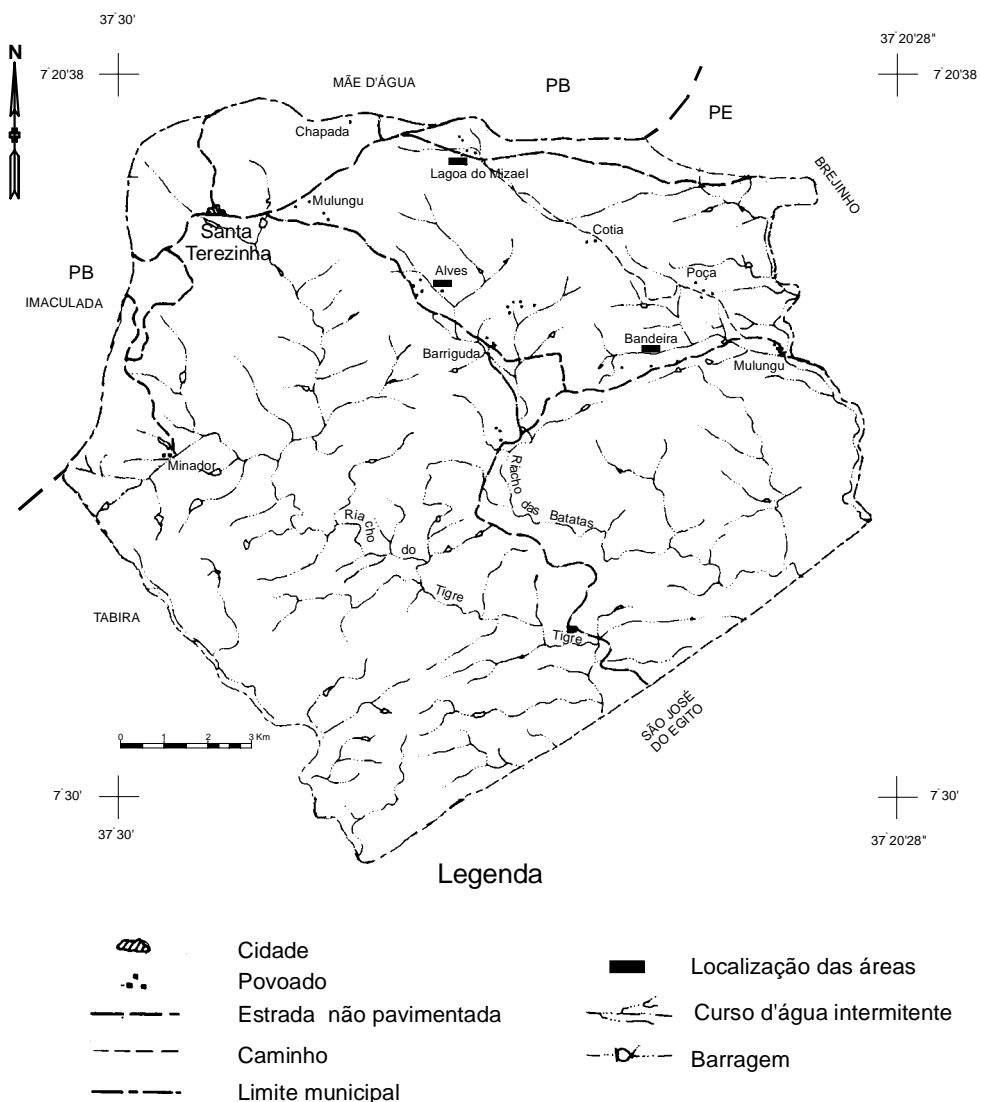 37°30'
37°20'28"
N
7°20'38
7°20'38
MÃE D'ÁGUA
PB
PE
Chapada
BREJINHO
Lagoa do Mizael
Mulungu
Santa
Terezinha
Cotia
PB
IMACULADA
Alves
Poça
Barriguda
Bandeira
Mulungu
Minador
Riacho das Batatas
Riacho do Tigre
TABIRA
Tigre
SÃO JOSÉ
DO EGITO
0 1 2 3 Km
7°30'
7°30'
37°30'
37°20'28"
Legenda
Cidade
Povoado
Localização das áreas
Estrada não pavimentada
Curso d'água intermitente
Caminho
Barragem
Limite municipal